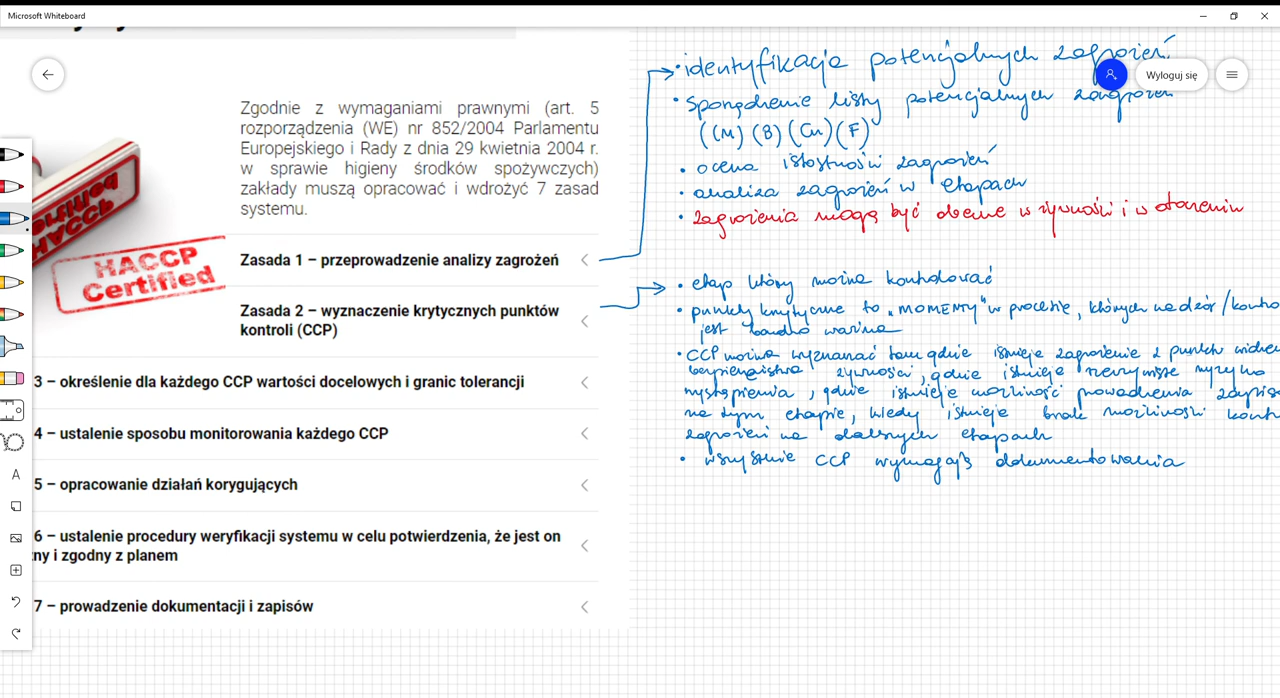 Microsoft Whiteboard
Wyloguj się
Zgodnie z wymaganiami prawnymi (art. 5
rozporządzenia (WE) nr 852/2004 Parlamentu
Europejskiego i Rady z dnia 29 kwietnia 2004 r.
w sprawie higieny środków spożywczych)
zakłady muszą opracować i wdrożyć 7 zasad
systemu.
HACCP
HACCP
Certified
Zasada 1 – przeprowadzenie analizy zagrożeń
Zasada 2 – wyznaczenie krytycznych punktów
kontroli (CCP)
3 – określenie dla każdego CCP wartości docelowych i granic tolerancji
4 – ustalenie sposobu monitorowania każdego CCP
5 – opracowanie działań korygujących
6 – ustalenie procedury weryfikacji systemu w celu potwierdzenia, że jest on
ny i zgodny z planem
7 – prowadzenie dokumentacji i zapisów
• identyfikacja potencjalnych zagrożeń
• sporządzenie listy potencjalnych zagrożeń
(M) (B) (Ch) (F)
• ocena istotności zagrożeń
• analiza zagrożeń w etapach
• zagrożenia mogą być obecne w żywności i w otoczeniu
• etap który można kontrolować
• punkty krytyczne to „MOMENTY" w procesie, których nadzór/kontro
jest bardzo ważna
• CCP można wyznaczać tam gdzie istnieje zagrożenie z punktu widzen
bezpieczeństwa żywności, gdzie istnieje rzeczywiste ryzyko
wystąpienia, gdzie istnieje możliwość prowadzenia zapisó
na tym etapie, kiedy istnieje brak możliwości kont
zagrożeń na dalszych etapach
• wszystkie CCP wymagają dokumentowania